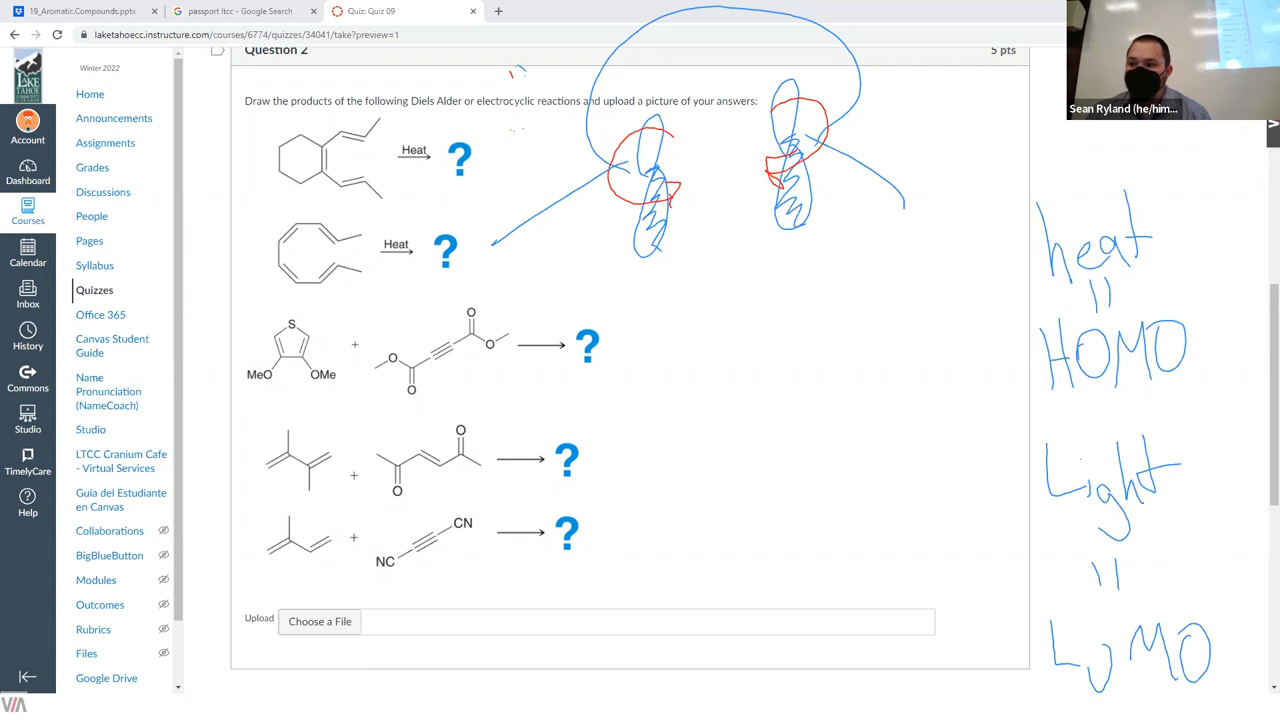 19_Aromatic.Compounds.pptx
passport ltcc - Google Search
Quiz: Quiz 09
laketahoecc.instructure.com/courses/6774/quizzes/34041/take?preview=1
Sean Ryland (he/him...
LAKE
TAHOE
Account
Dashboard
Courses
Calendar
Inbox
History
Commons
Studio
TimelyCare
Help
Winter 2022
Home
Announcements
Assignments
Grades
Discussions
People
Pages
Syllabus
Quizzes
Office 365
Canvas Student
Guide
Name
Pronunciation
(NameCoach)
Studio
LTCC Cranium Cafe
- Virtual Services
Guía del Estudiante
en Canvas
Collaborations
BigBlueButton
Modules
Outcomes
Rubrics
Files
Google Drive
Question 2
5 pts
Draw the products of the following Diels Alder or electrocyclic reactions and upload a picture of your answers:
Heat
?
Heat
?
S
MeO
OMe
+
O
O
O
O
?
+
O
O
?
+
CN
NC
?
Upload
Choose a File
heat
=
HOMO
Light
=
LUMO
VIA